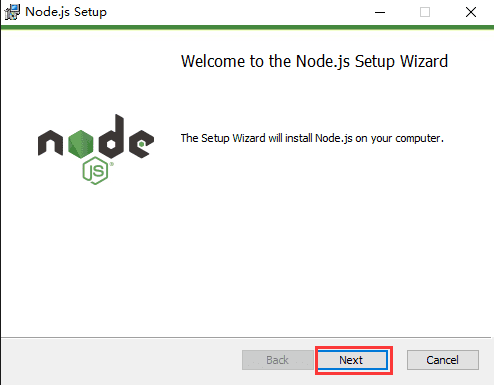 Node.js Setup
Welcome to the Node.js Setup Wizard
The Setup Wizard will install Node.js on your computer.
node
JS®
Back Next Cancel